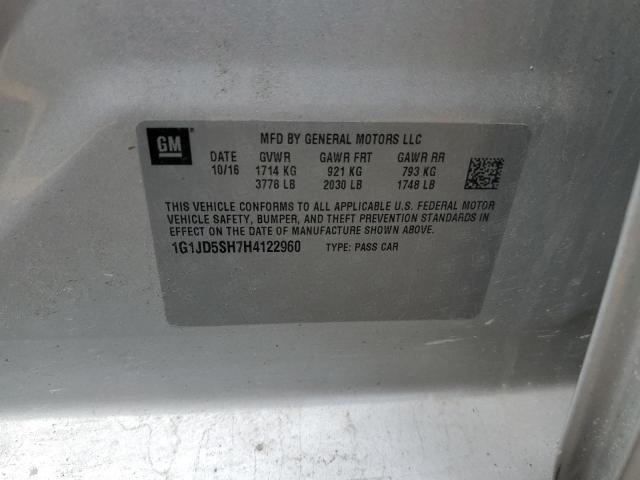 GM
MFD BY GENERAL MOTORS LLC
DATE GVWR GAWR FRT GAWR RR
10/16 1714 KG 921 KG 793 KG
3778 LB 2030 LB 1748 LB
THIS VEHICLE CONFORMS TO ALL APPLICABLE U.S. FEDERAL MOTOR
VEHICLE SAFETY, BUMPER, AND THEFT PREVENTION STANDARDS IN
EFFECT ON THE DATE OF MANUFACTURE SHOWN ABOVE.
1G1JD5SH7H4122960 TYPE: PASS CAR